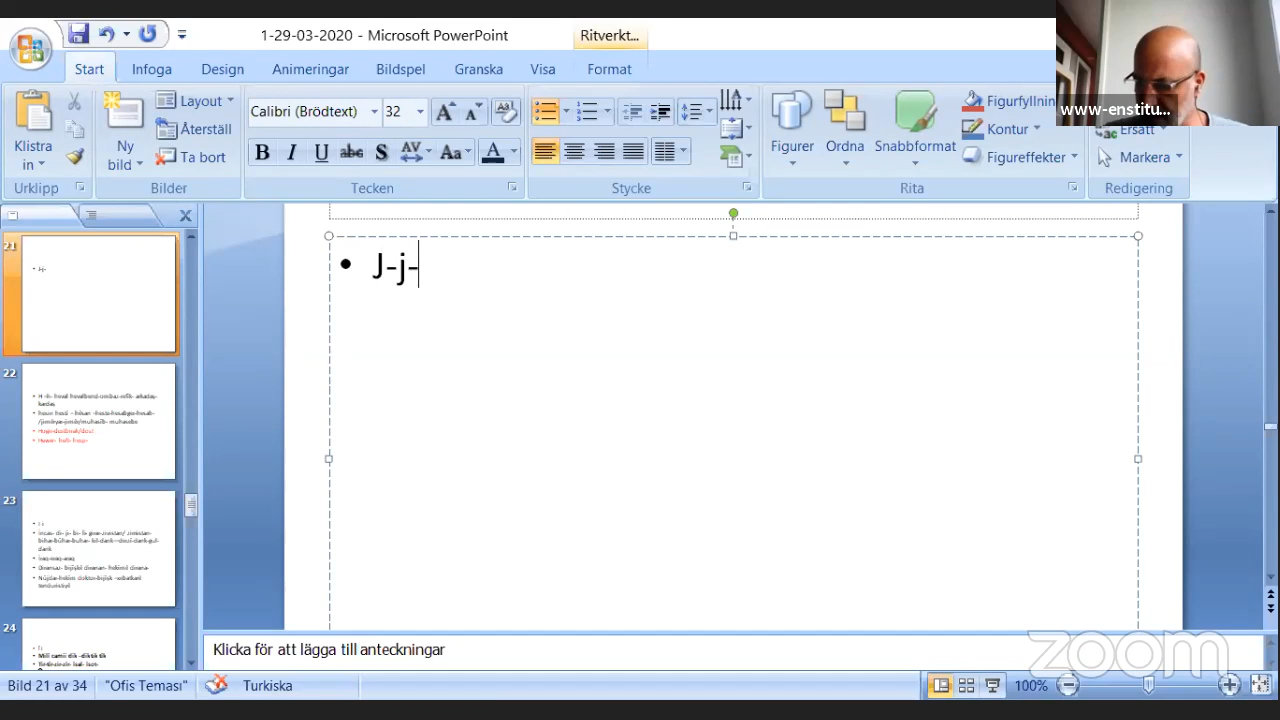 1-29-03-2020 - Microsoft PowerPoint
Ritverkt...
Start Infoga Design Animeringar Bildspel Granska Visa Format
www-enstitu...
Klistra in
Urklipp
Ny bild
Layout
Återställ
Ta bort
Bilder
Calibri (Brödtext) 32
Tecken
Stycke
Figurer
Ordna
Snabbformat
Figurfyllnin
Kontur
Figureffekter
Rita
Ersätt
Markera
Redigering
21
J-j-
22
23
24
• J-j-
Klicka för att lägga till anteckningar
zoom
Bild 21 av 34 "Ofis Teması" Turkiska 100%